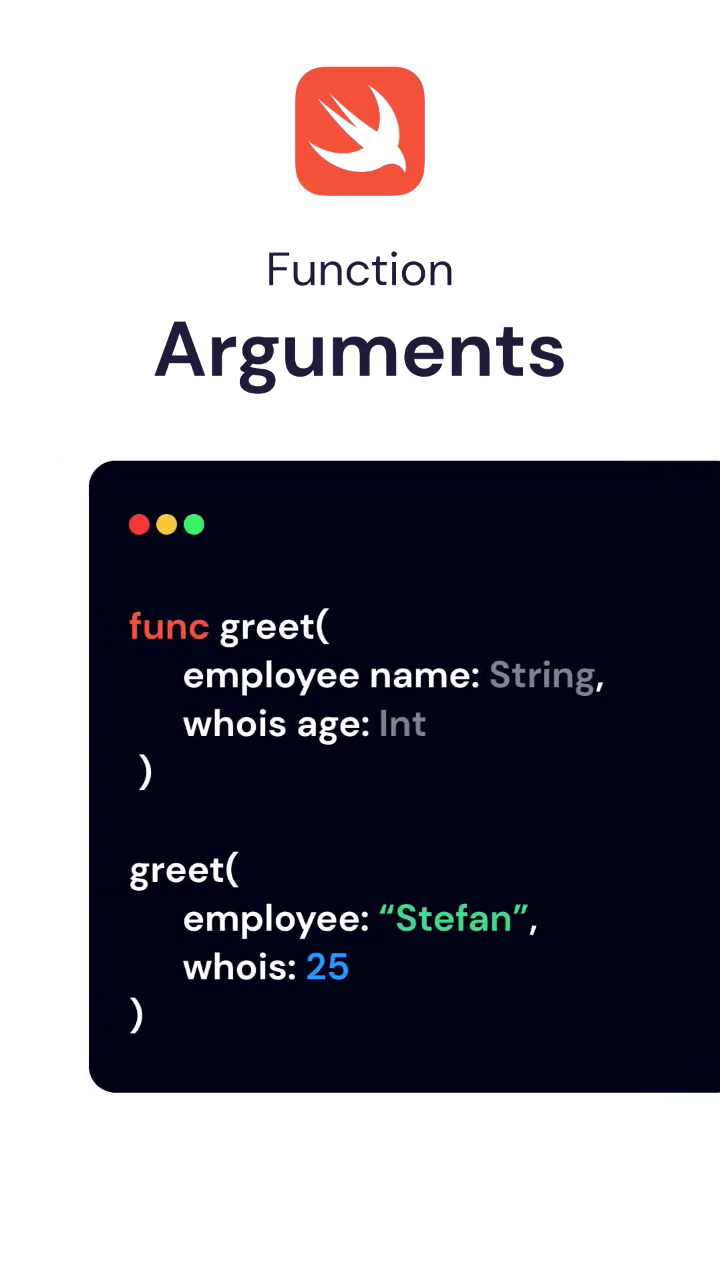 Function
Arguments
func greet(
employee name: String,
whois age: Int
)
greet(
employee: “Stefan”,
whois: 25
)